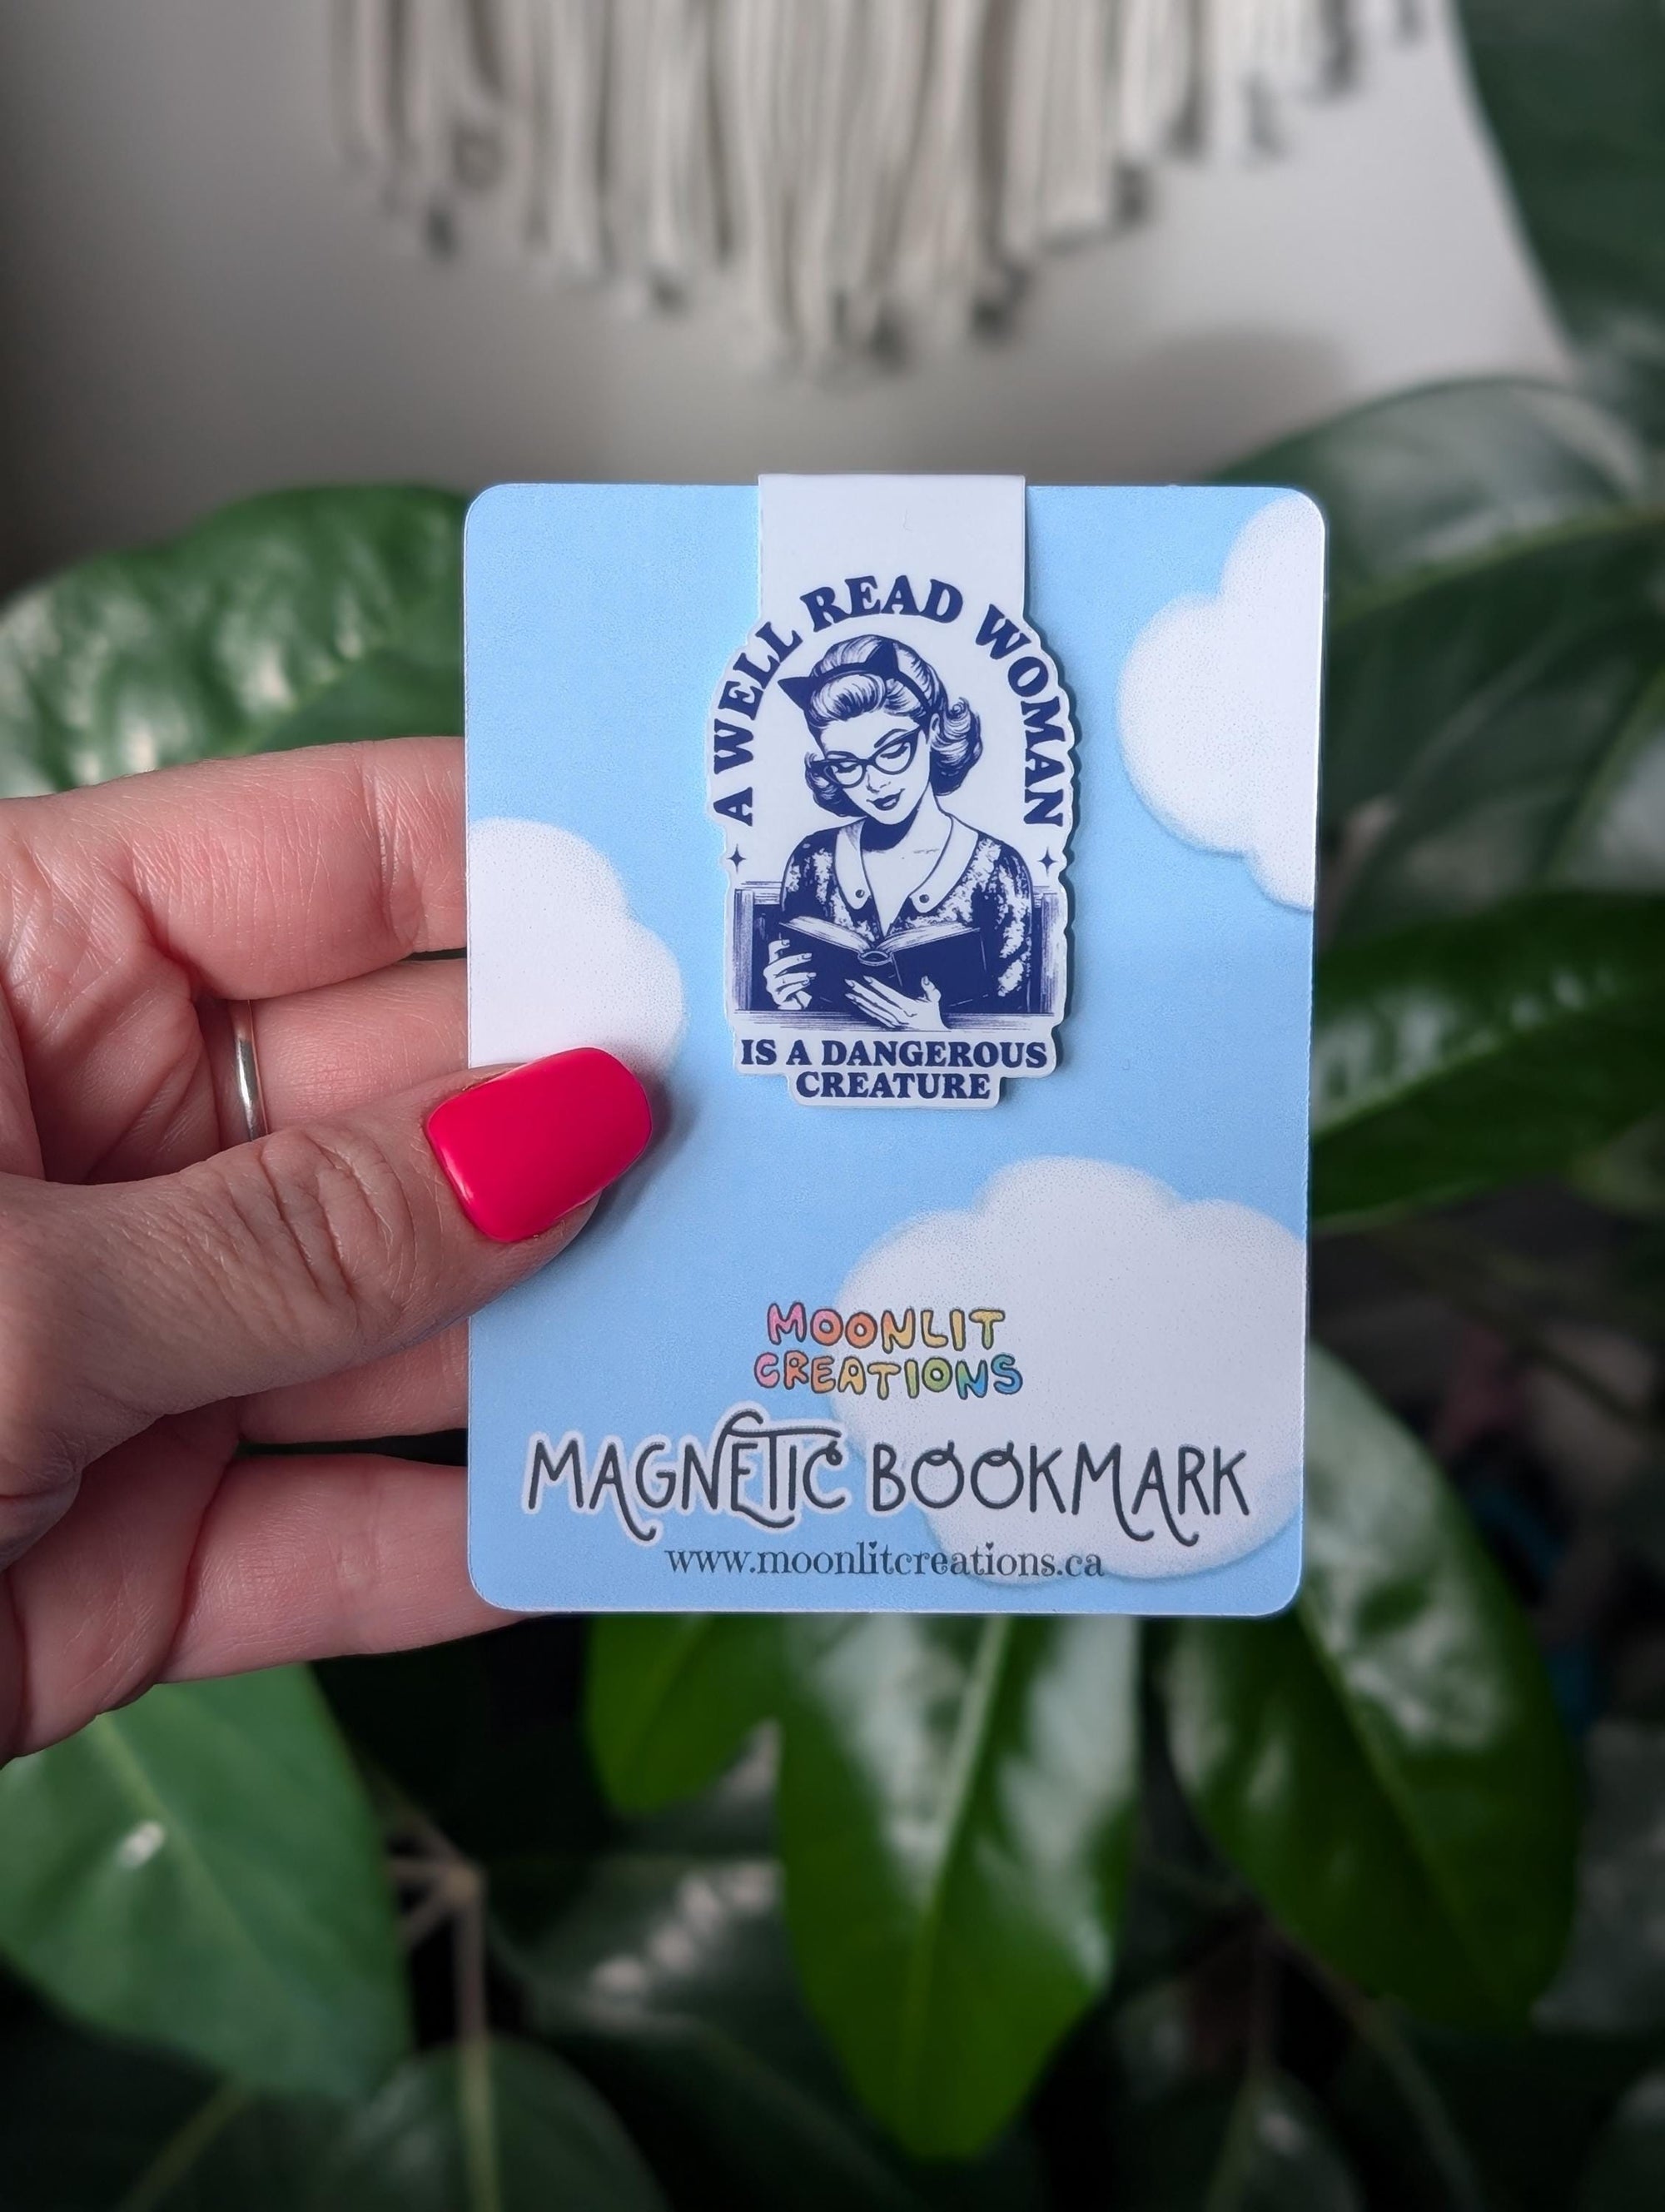 A WELL READ WOMAN
IS A DANGEROUS
CREATURE
MOONLIT
CREATIONS
MAGNETIC BOOKMARK
www.moonlitcreations.ca